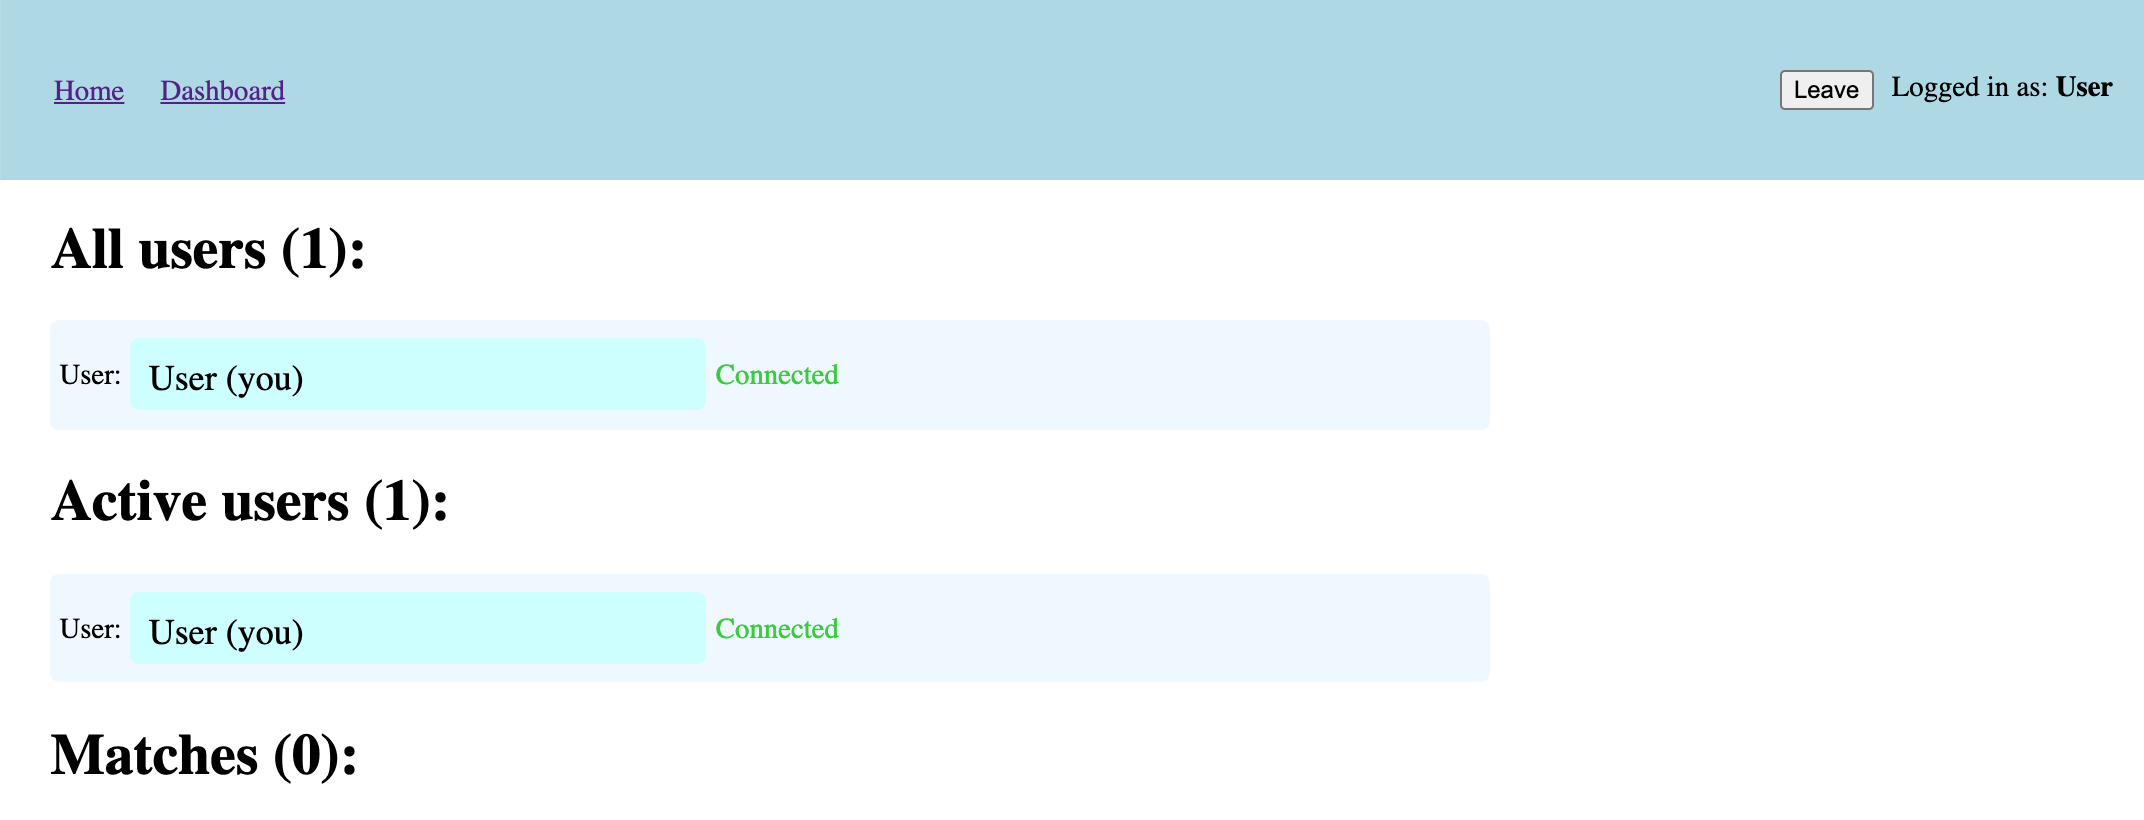 Home Dashboard Leave Logged in as: User
All users (1):
User: User (you) Connected
Active users (1):
User: User (you) Connected
Matches (0):